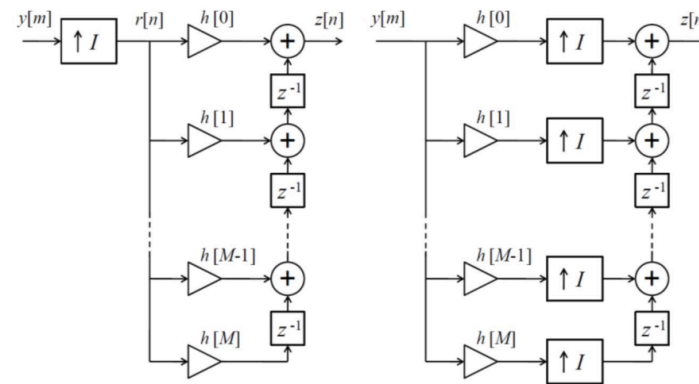 y[m] r[n] h[0] z[n] y[m] h[0] z[n
↑ I + ↑ I +
z⁻¹ z⁻¹
h[1] h[1]
+ ↑ I +
z⁻¹ z⁻¹
h[M-1] h[M-1]
+ ↑ I +
z⁻¹ z⁻¹
h[M] h[M]
↑ I